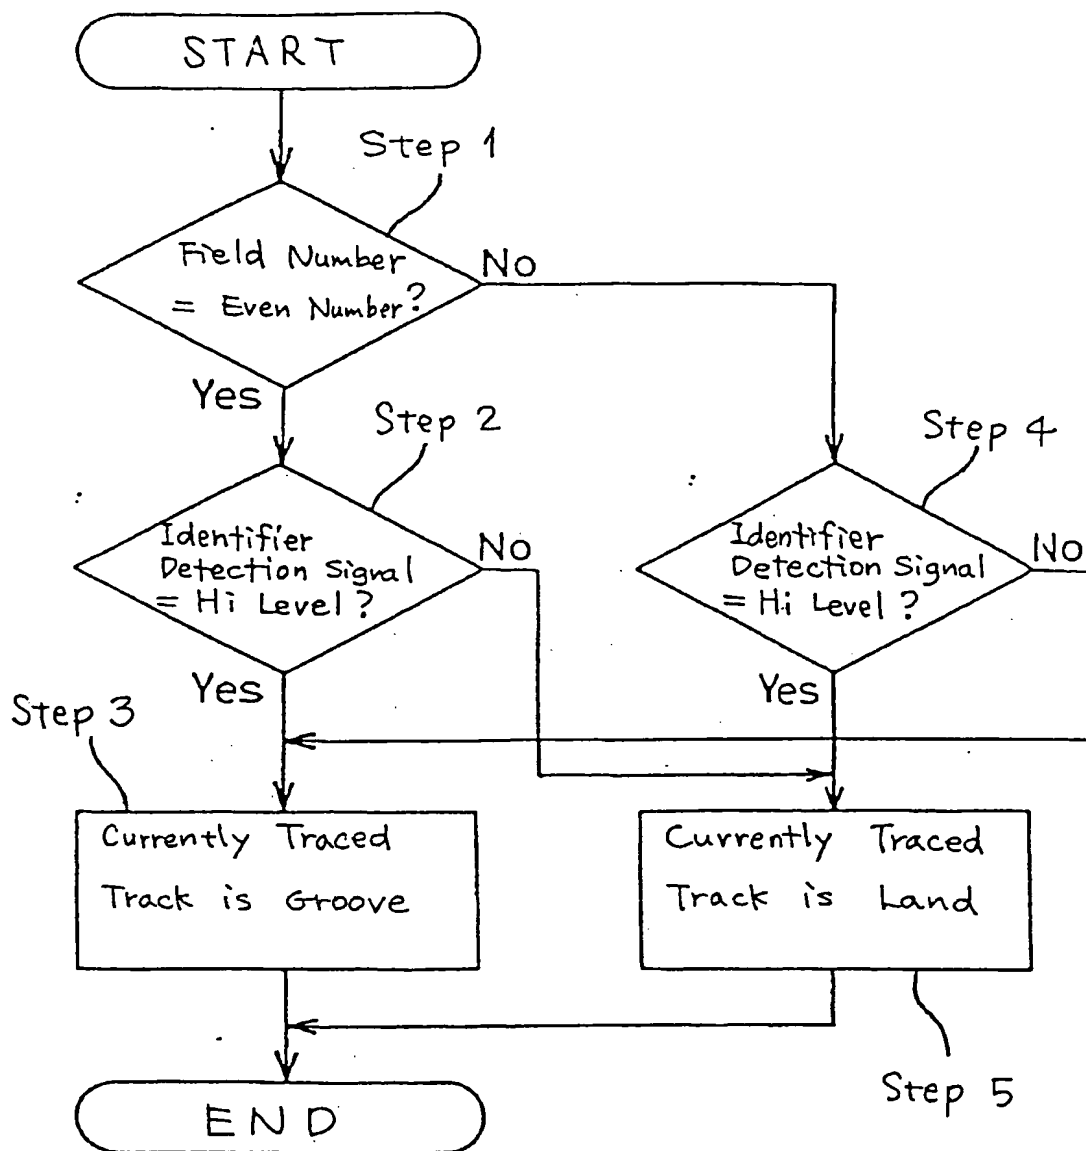 START
Step 1
Field Number
= Even Number?
No
Yes
Step 2
Step 4
Identifier
Detection Signal
= Hi Level?
No
Identifier
Detection Signal
= Hi Level?
No
Yes
Yes
Step 3
Currently Traced
Track is Groove
Currently Traced
Track is Land
Step 5
END